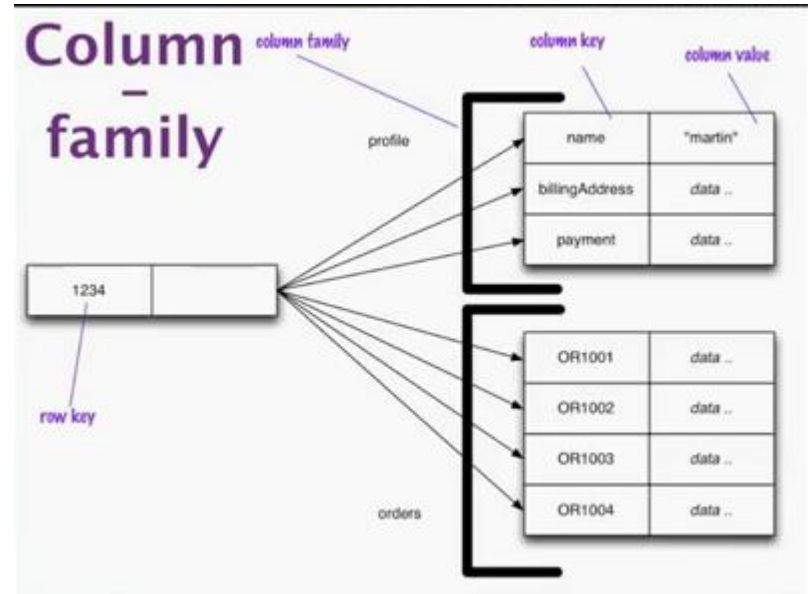 Column
–
family
column family
column key
column value
profile
name
"martin"
billingAddress
data ..
payment
data ..
1234
row key
OR1001
data ..
OR1002
data ..
OR1003
data ..
OR1004
data ..
orders